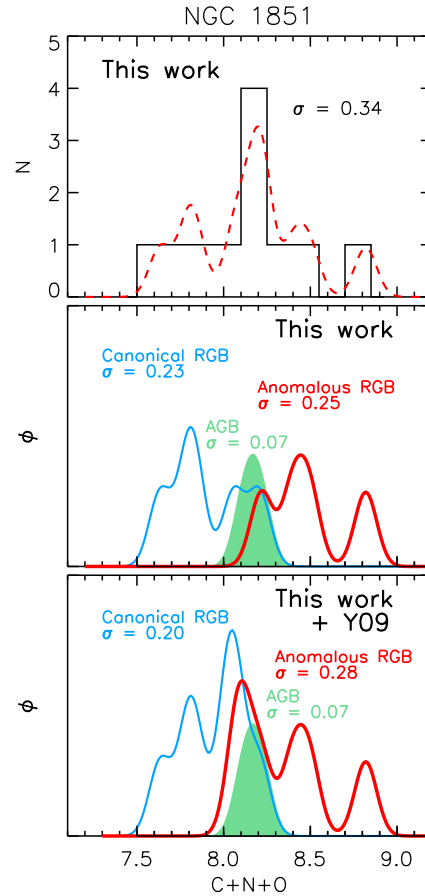 NGC 1851
This work
σ = 0.34
N
5
4
3
2
1
0
This work
Canonical RGB
σ = 0.23
Anomalous RGB
σ = 0.25
AGB
σ = 0.07
ϕ
This work
+ Y09
Canonical RGB
σ = 0.20
Anomalous RGB
σ = 0.28
AGB
σ = 0.07
ϕ
7.5 8.0 8.5 9.0
C+N+O